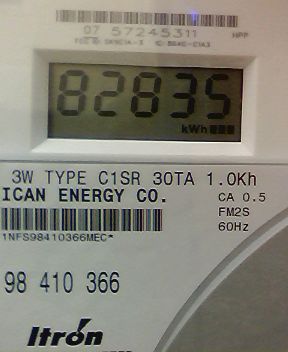 07 57245311
HPP
82835
kWh
3W TYPE C1SR 30TA 1.0Kh
ICAN ENERGY CO.
CA 0.5
FM2S
60Hz
1NFS98410366MEC*
98 410 366
Itron